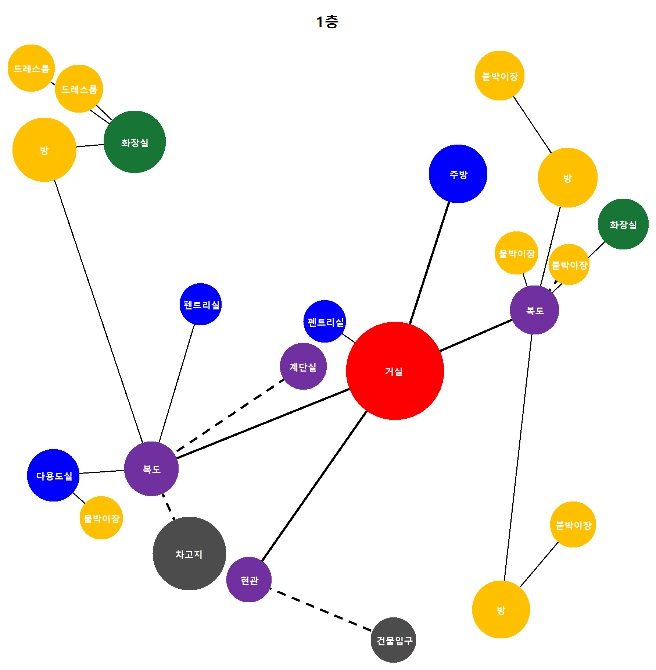 1층
드레스룸
드레스룸
방
화장실
붙박이장
주방
방
화장실
붙박이장
붙박이장
펜트리실
펜트리실
복도
계단실
거실
복도
다용도실
붙박이장
차고지
현관
건물입구
붙박이장
방